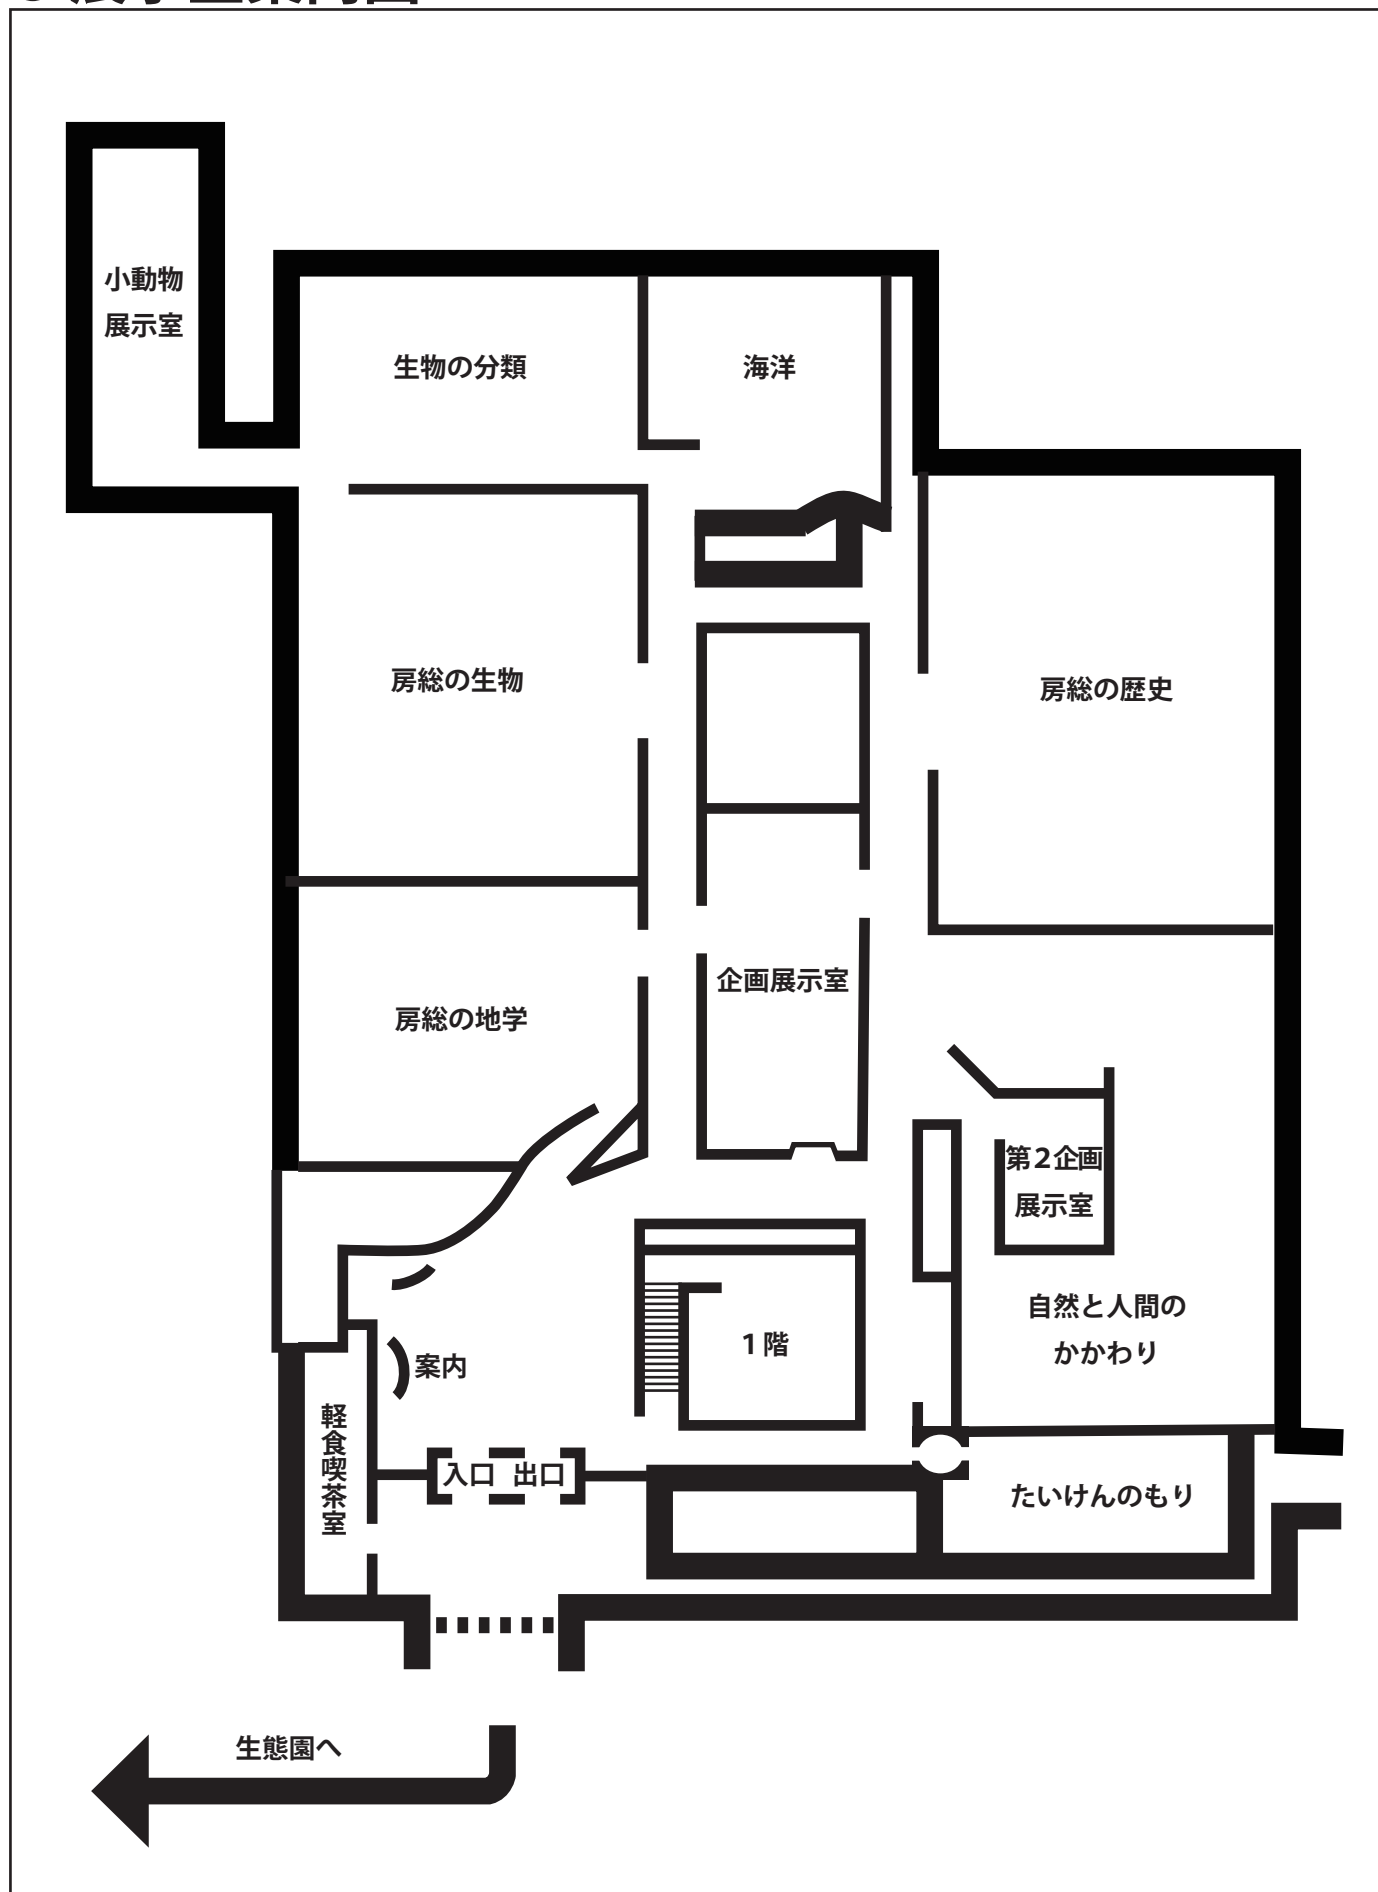 小動物
展示室
生物の分類
海洋
房総の生物
房総の歴史
企画展示室
房総の地学
第2企画
展示室
自然と人間の
かかわり
1階
案内
軽食喫茶室
入口 出口
たいけんのもり
生態園へ